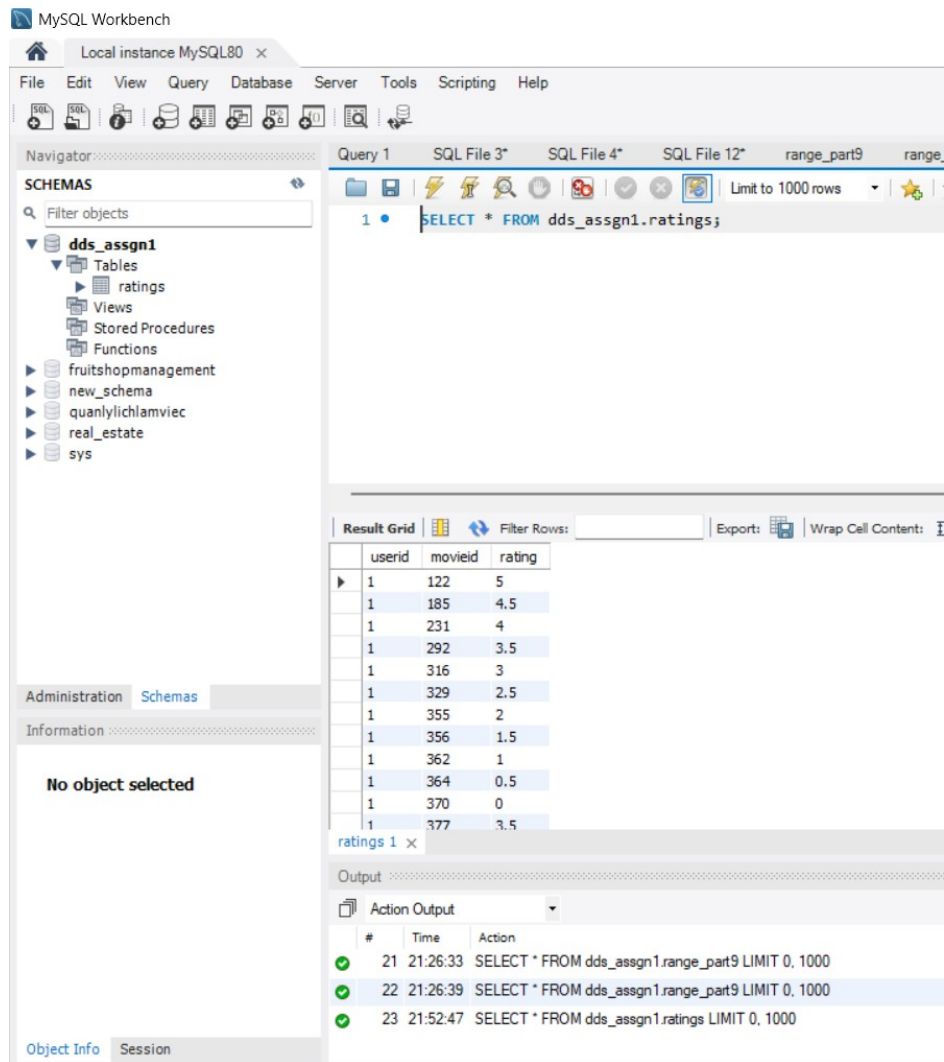 MySQL Workbench
Local instance MySQL80
File Edit View Query Database Server Tools Scripting Help
Navigator
SCHEMAS
Filter objects
dds_assgn1
Tables
ratings
Views
Stored Procedures
Functions
fruitshopmanagement
new_schema
quanlylichlamviec
real_estate
sys
Administration Schemas
Information
No object selected
Object Info Session
Query 1 SQL File 3* SQL File 4* SQL File 12* range_part9 range_
Limit to 1000 rows
1 SELECT * FROM dds_assgn1.ratings;
Result Grid Filter Rows: Export: Wrap Cell Content:
userid movieid rating
1 122 5
1 185 4.5
1 231 4
1 292 3.5
1 316 3
1 329 2.5
1 355 2
1 356 1.5
1 362 1
1 364 0.5
1 370 0
1 377 3.5
ratings 1
Output
Action Output
# Time Action
21 21:26:33 SELECT * FROM dds_assgn1.range_part9 LIMIT 0, 1000
22 21:26:39 SELECT * FROM dds_assgn1.range_part9 LIMIT 0, 1000
23 21:52:47 SELECT * FROM dds_assgn1.ratings LIMIT 0, 1000